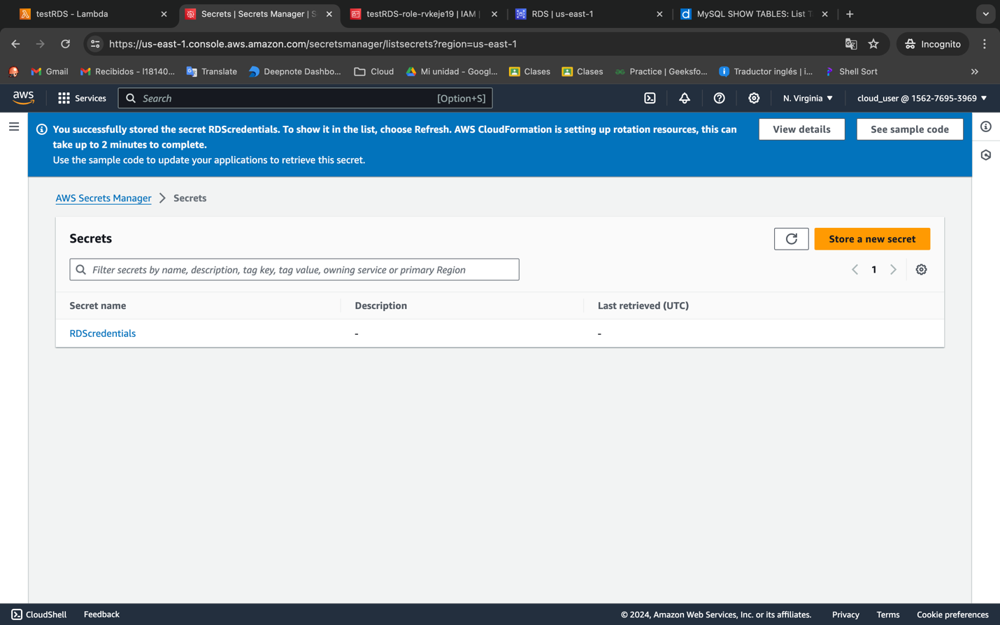 testRDS - Lambda
Secrets | Secrets Manager | S
testRDS-role-rvkeje19 | IAM |
RDS | us-east-1
MySQL SHOW TABLES: List T
https://us-east-1.console.aws.amazon.com/secretsmanager/listsecrets?region=us-east-1
Incognito
Gmail
Recibidos - l18140...
Translate
Deepnote Dashbo...
Cloud
Mi unidad - Googl...
Clases
Clases
Practice | Geeksfo...
Traductor inglés | i...
Shell Sort
aws
Services
Search
[Option+S]
N. Virginia
cloud_user @ 1562-7695-3969
You successfully stored the secret RDScredentials. To show it in the list, choose Refresh. AWS CloudFormation is setting up rotation resources, this can
take up to 2 minutes to complete.
Use the sample code to update your applications to retrieve this secret.
View details
See sample code
AWS Secrets Manager
Secrets
Secrets
Store a new secret
Filter secrets by name, description, tag key, tag value, owning service or primary Region
1
Secret name
Description
Last retrieved (UTC)
RDScredentials
-
-
CloudShell
Feedback
© 2024, Amazon Web Services, Inc. or its affiliates.
Privacy
Terms
Cookie preferences